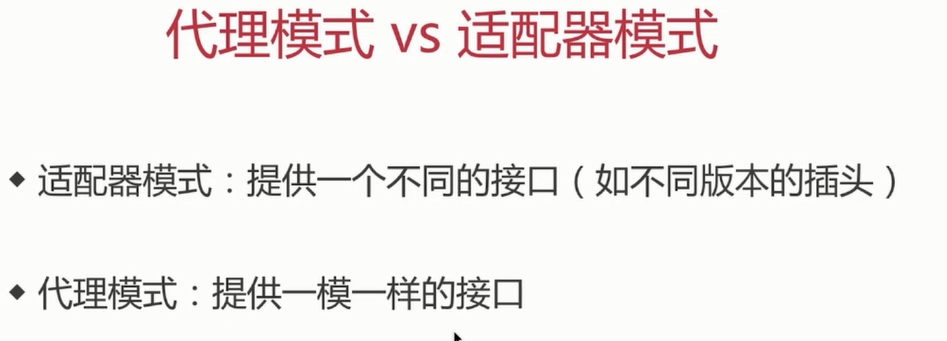 代理模式 vs 适配器模式
◆ 适配器模式：提供一个不同的接口（如不同版本的插头）
◆ 代理模式：提供一模一样的接口